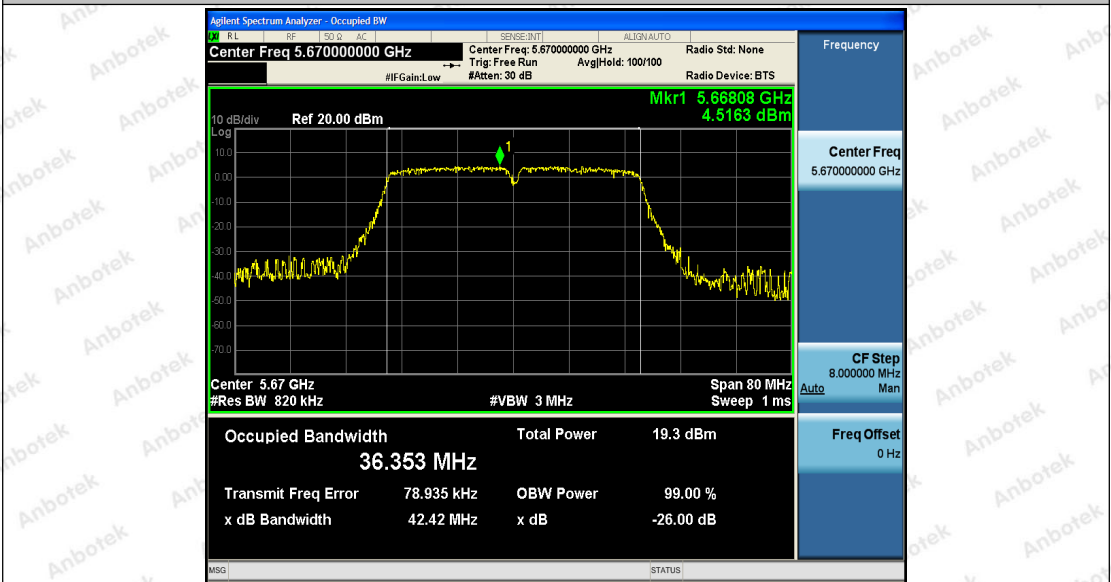 Agilent Spectrum Analyzer - Occupied BW
LXI RL RF 50 Ω AC SENSE:INT ALIGNAUTO
Center Freq 5.670000000 GHz
Center Freq: 5.670000000 GHz
Radio Std: None
Trig: Free Run Avg|Hold: 100/100
#IFGain:Low
#Atten: 30 dB
Radio Device: BTS
Mkr1 5.66808 GHz
4.5163 dBm
10 dB/div Ref 20.00 dBm
Log
10.0
0.00
-10.0
-20.0
-30.0
-40.0
-50.0
-60.0
-70.0
1
Center 5.67 GHz Span 80 MHz
#Res BW 820 kHz #VBW 3 MHz Sweep 1 ms
Occupied Bandwidth Total Power 19.3 dBm
36.353 MHz
Transmit Freq Error 78.935 kHz OBW Power 99.00 %
x dB Bandwidth 42.42 MHz x dB -26.00 dB
MSG STATUS
Frequency
Center Freq
5.670000000 GHz
CF Step
8.000000 MHz
Auto Man
Freq Offset
0 Hz
Anbotek